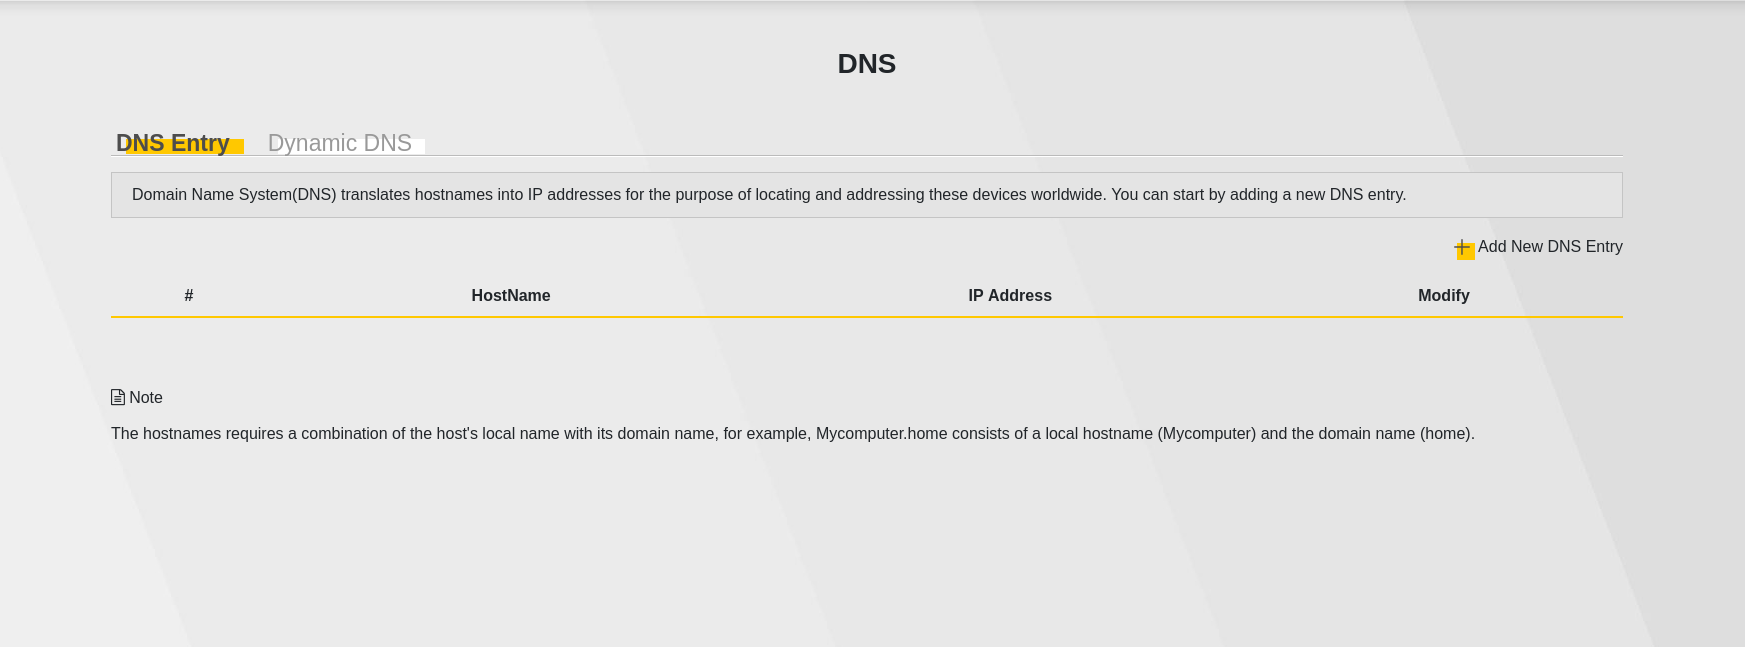 DNS
DNS Entry Dynamic DNS
Domain Name System(DNS) translates hostnames into IP addresses for the purpose of locating and addressing these devices worldwide. You can start by adding a new DNS entry.
Add New DNS Entry
# HostName IP Address Modify
Note
The hostnames requires a combination of the host's local name with its domain name, for example, Mycomputer.home consists of a local hostname (Mycomputer) and the domain name (home).